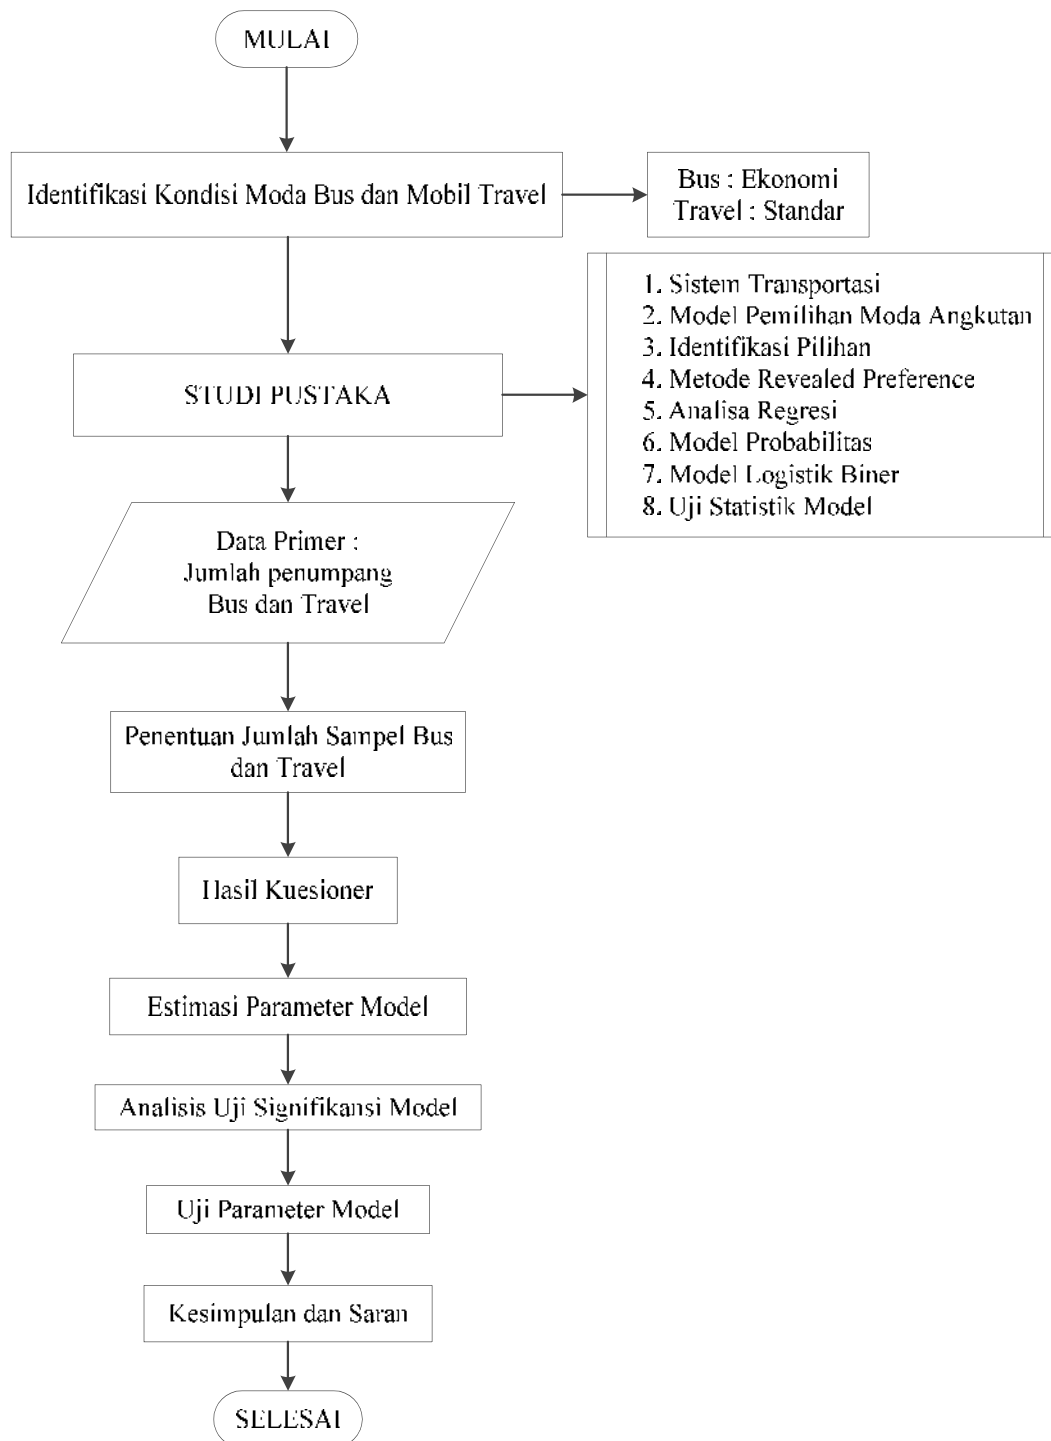 MULAI
Identifikasi Kondisi Moda Bus dan Mobil Travel
Bus : Ekonomi
Travel : Standar
STUDI PUSTAKA
1. Sistem Transportasi
2. Model Pemilihan Moda Angkutan
3. Identifikasi Pilihan
4. Metode Revealed Preference
5. Analisa Regresi
6. Model Probabilitas
7. Model Logistik Biner
8. Uji Statistik Model
Data Primer :
Jumlah penumpang
Bus dan Travel
Penentuan Jumlah Sampel Bus
dan Travel
Hasil Kuesioner
Estimasi Parameter Model
Analisis Uji Signifikansi Model
Uji Parameter Model
Kesimpulan dan Saran
SELESAI